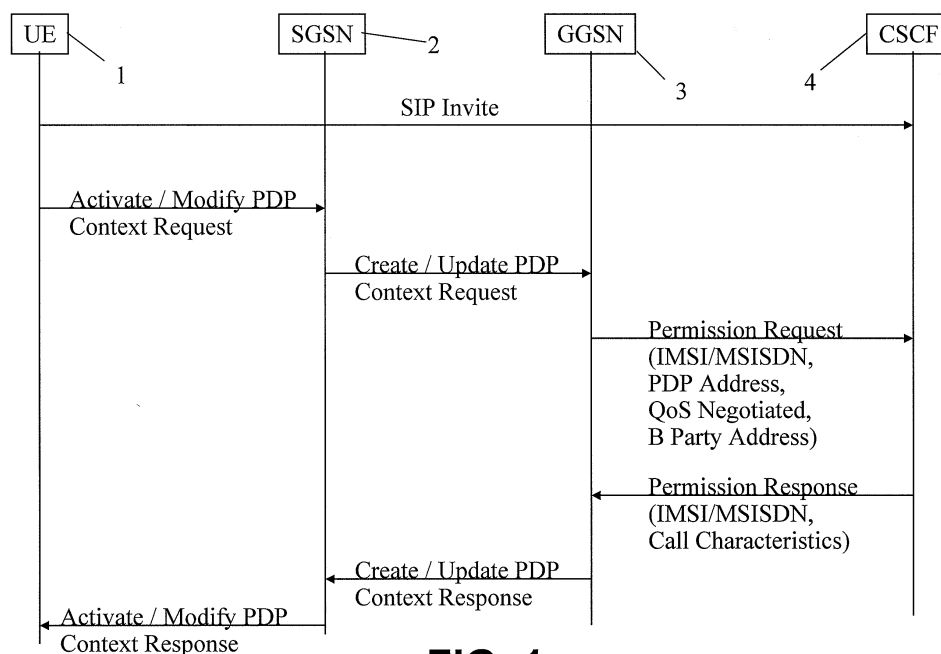 UE
SGSN
GGSN
CSCF
1
2
3
4
SIP Invite
Activate / Modify PDP
Context Request
Create / Update PDP
Context Request
Permission Request
(IMSI/MSISDN,
PDP Address,
QoS Negotiated,
B Party Address)
Permission Response
(IMSI/MSISDN,
Call Characteristics)
Create / Update PDP
Context Response
Activate / Modify PDP
Context Response